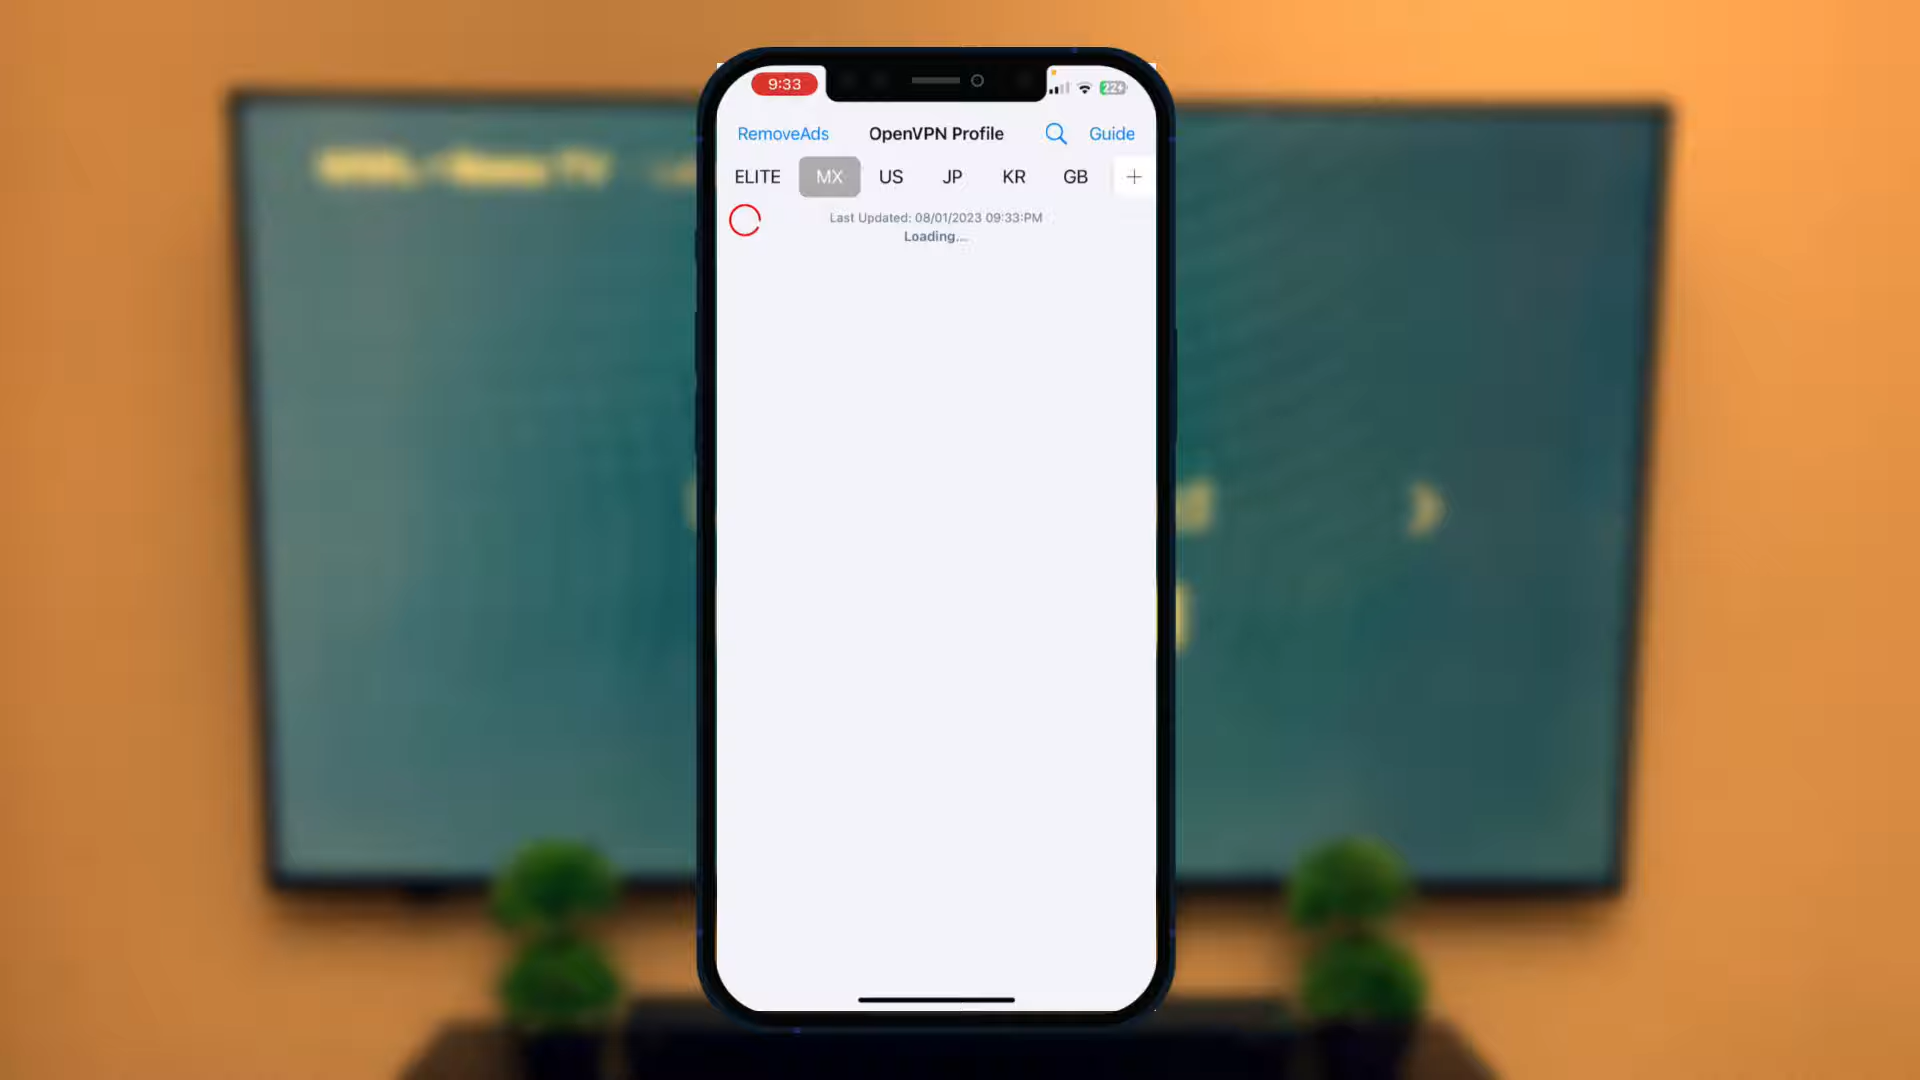 9:33
22
RemoveAds OpenVPN Profile Guide
ELITE MX US JP KR GB +
Last Updated: 08/01/2023 09:33:PM
Loading....